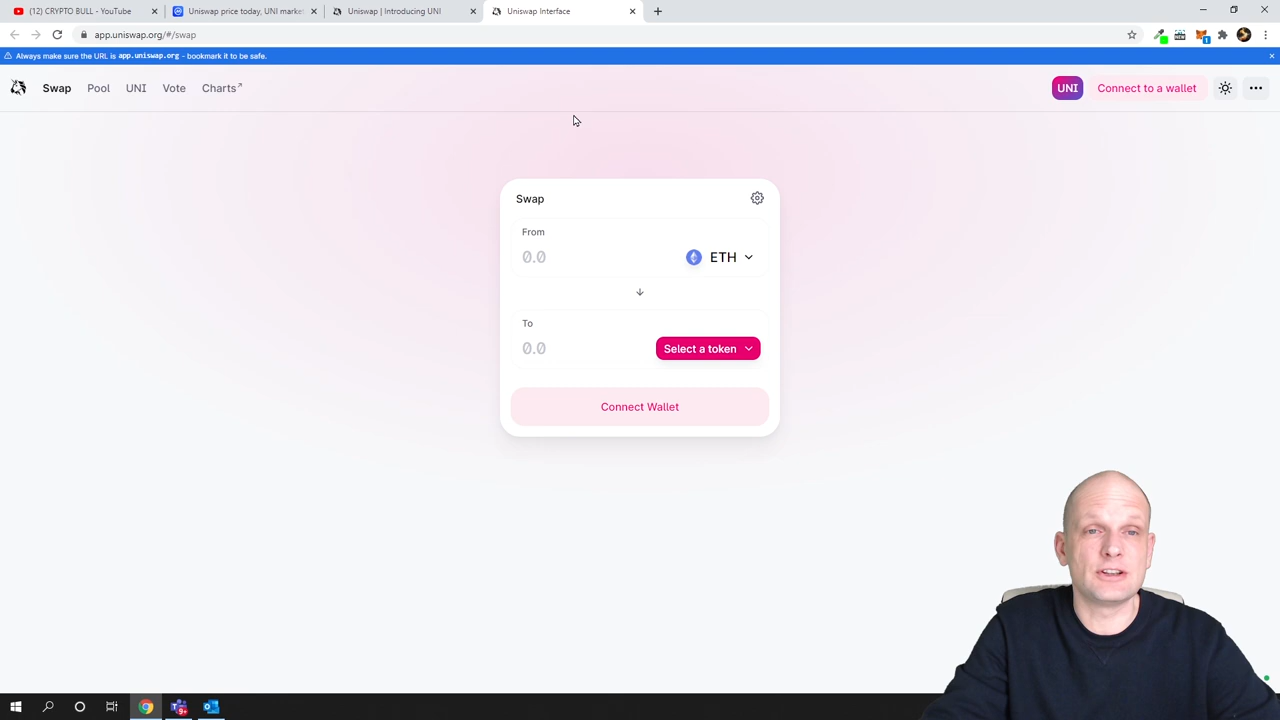 (12) CRYPTO BULL - YouTube
Uniswap price today, UNI marke
Uniswap | Introducing UNI
Uniswap Interface
app.uniswap.org/#/swap
Always make sure the URL is app.uniswap.org - bookmark it to be safe.
Swap
Pool
UNI
Vote
Charts↗
UNI
Connect to a wallet
Swap
From
0.0
ETH
To
0.0
Select a token
Connect Wallet